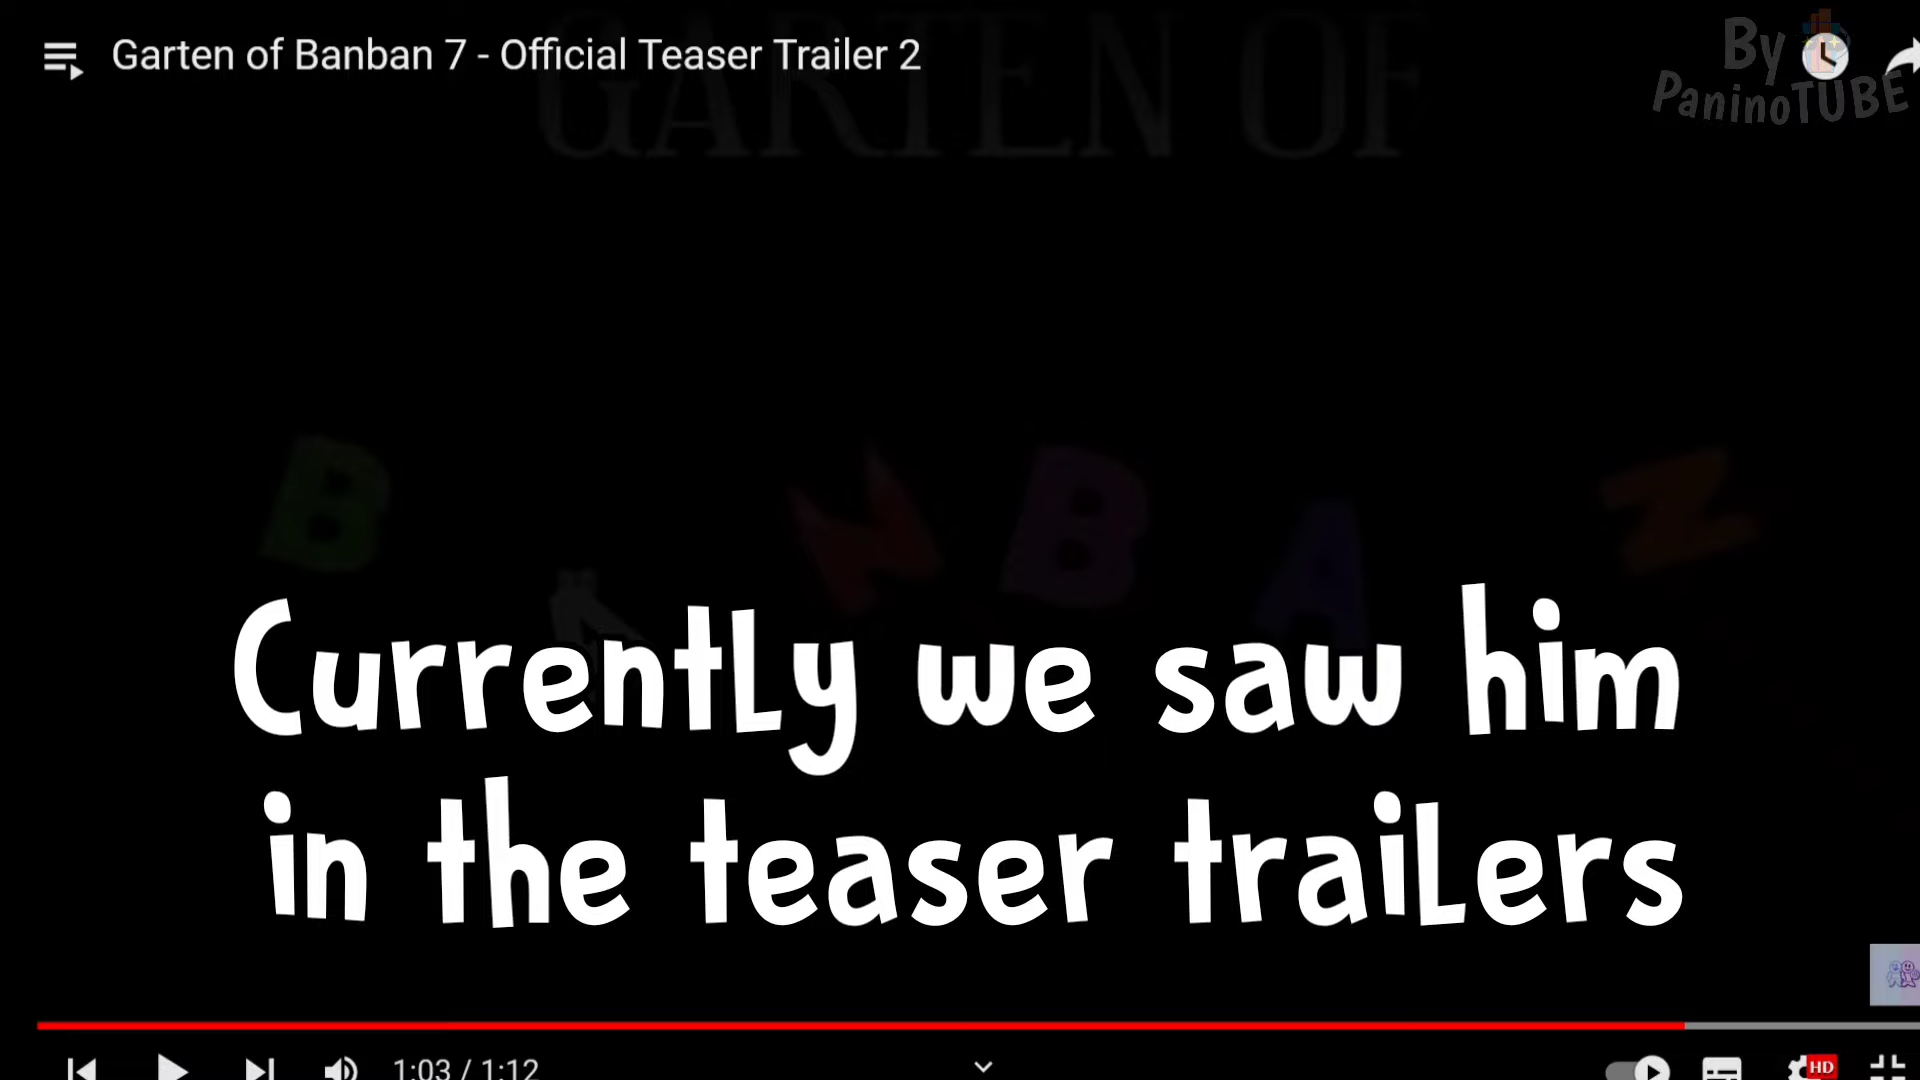 Garten of Banban 7 - Official Teaser Trailer 2
By
PaninoTUBE
GARTEN OF
BANBAN
Currently we saw him
in the teaser trailers
1:03 / 1:12
HD